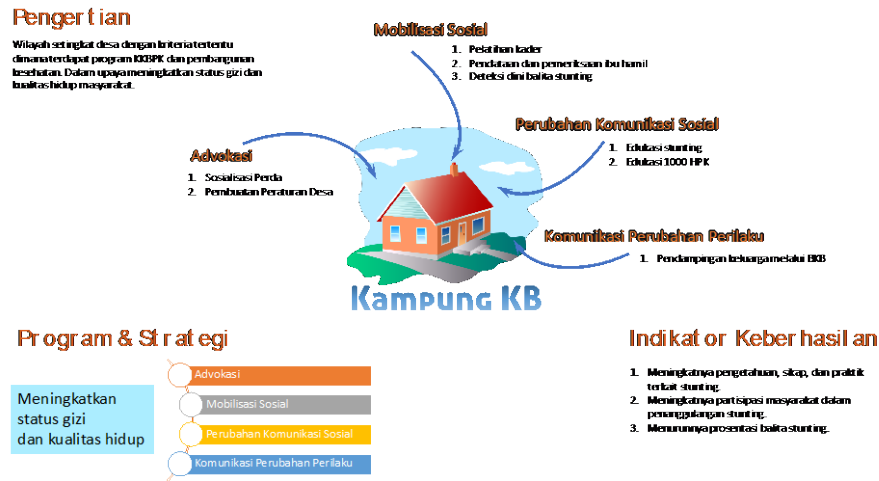 Pengertian
Wilayah setingkat desa dengan kriteria tertentu
dimana terdapat program KKBPK dan pembangunan
kesehatan. Dalam upaya meningkatkan status gizi dan
kualitas hidup masyarakat.
Mobilisasi Sosial
1. Pelatihan kader
2. Pendataan dan pemeriksaan ibu hamil
3. Deteksi dini balita stunting
Perubahan Komunikasi Sosial
1. Edukasi stunting
2. Edukasi 1000 HPK
Advokasi
1. Sosialisasi Perda
2. Pembuatan Peraturan Desa
Komunikasi Perubahan Perilaku
1. Pendampingan keluarga melalui BKB
Kampung KB
Program & Strategi
Meningkatkan
status gizi
dan kualitas hidup
Advokasi
Mobilisasi Sosial
Perubahan Komunikasi Sosial
Komunikasi Perubahan Perilaku
Indikator Keberhasilan
1. Meningkatnya pengetahuan, sikap, dan praktik
terkait stunting.
2. Meningkatnya partisipasi masyarakat dalam
penanggulangan stunting.
3. Menurunnya prosentasi balita stunting.